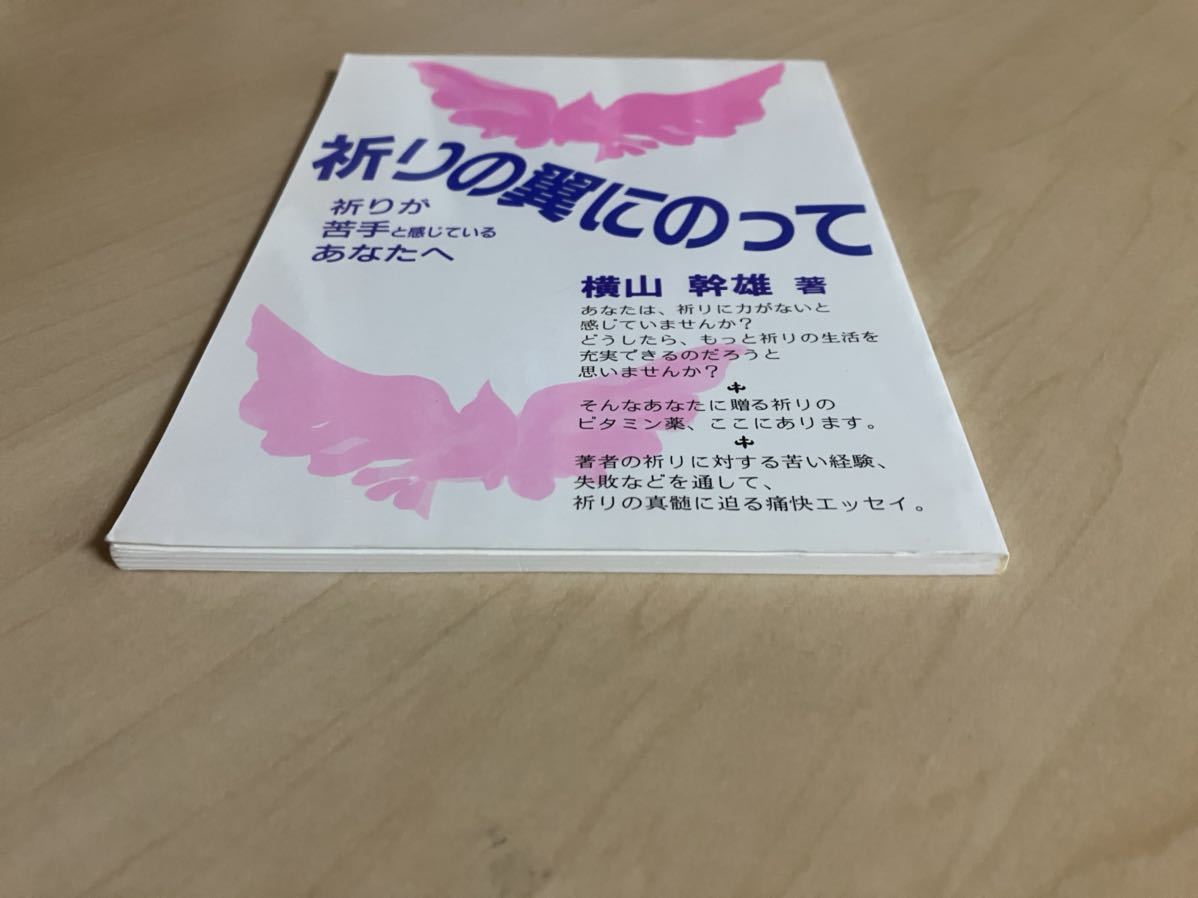 祈りの翼にのって
祈りが
苦手と感じている
あなたへ
横山 幹雄 著
あなたは、祈りに力がないと
感じていませんか?
どうしたら、もっと祈りの生活を
充実できるのだろうと
思いませんか?
そんなあなたに贈る祈りの
ビタミン薬、ここにあります。
著者の祈りに対する苦い経験、
失敗などを通して、
祈りの真髄に迫る痛快エッセイ。